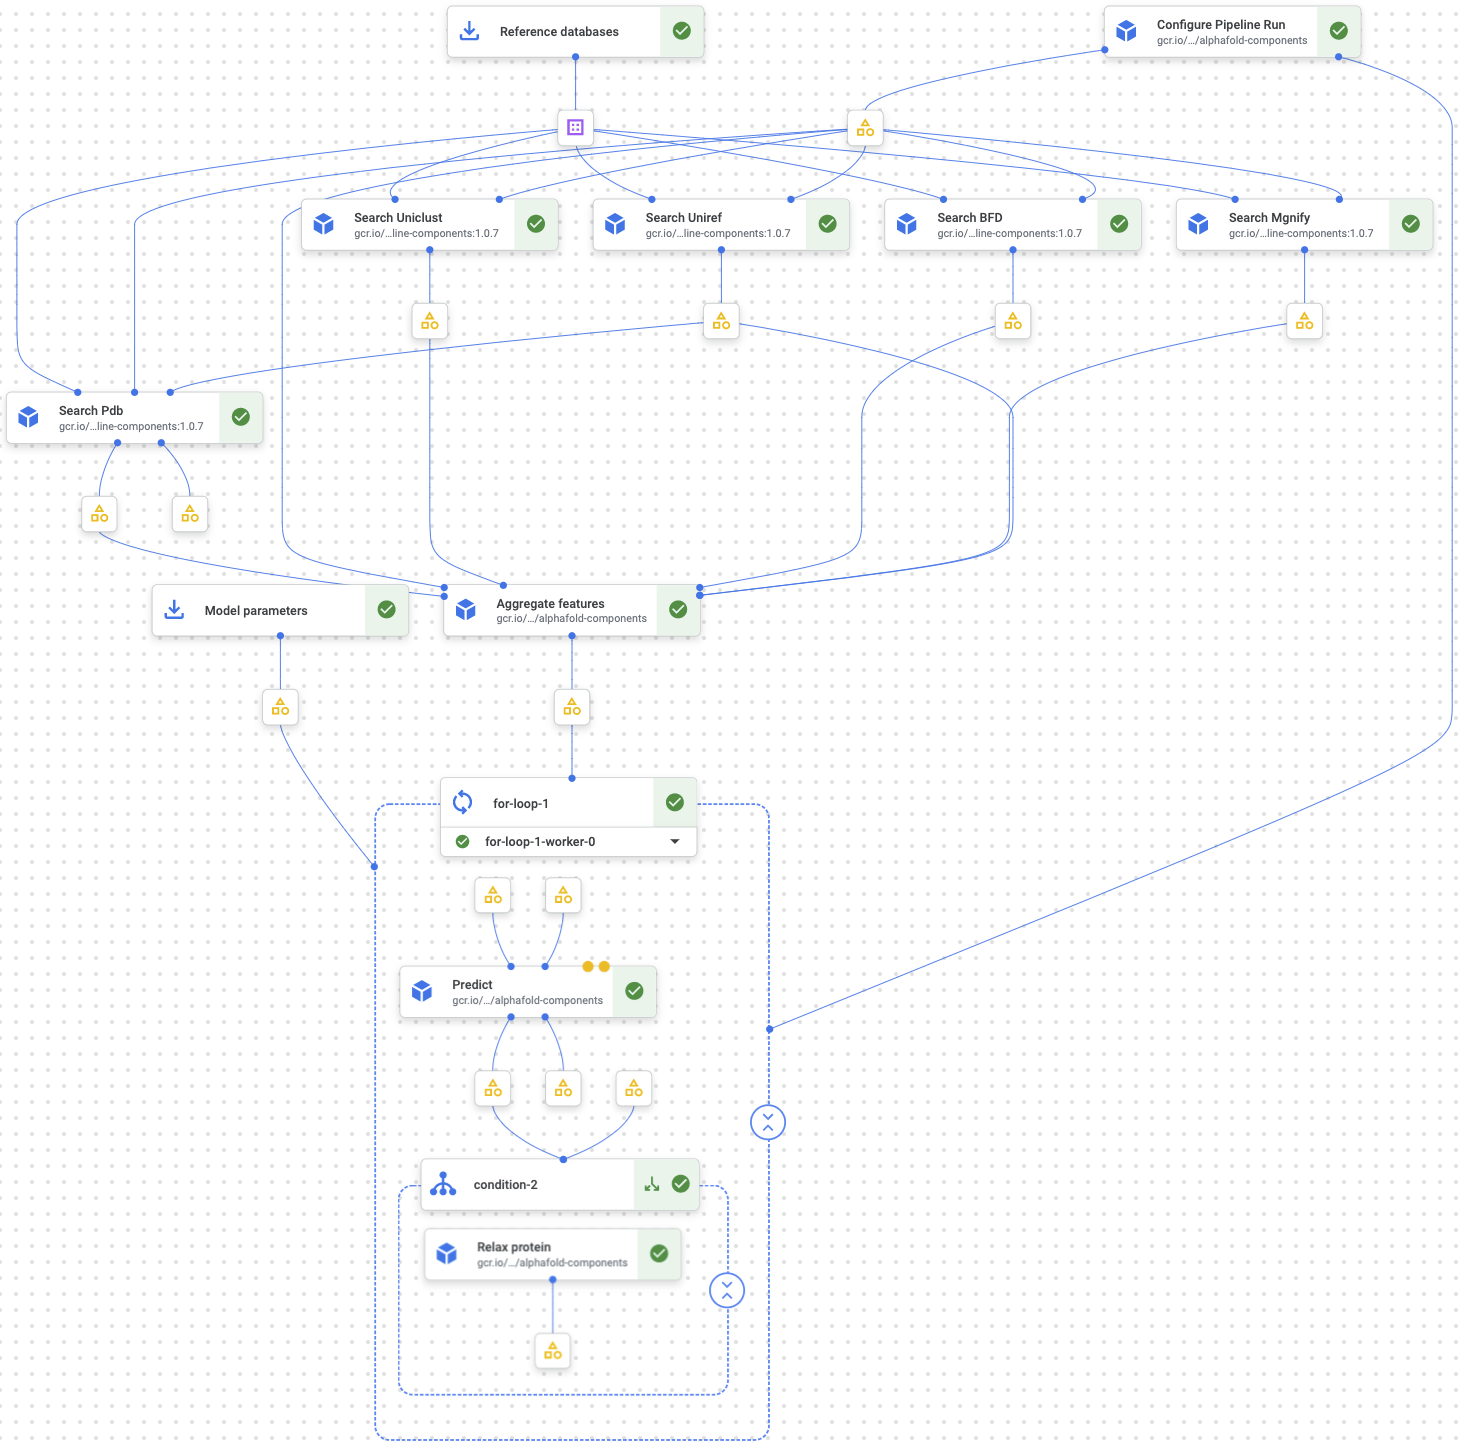 Reference databases
Configure Pipeline Run
gcr.io/.../alphafold-components
Search Uniclust
gcr.io/...line-components:1.0.7
Search Uniref
gcr.io/...line-components:1.0.7
Search BFD
gcr.io/...line-components:1.0.7
Search Mgnify
gcr.io/...line-components:1.0.7
Search Pdb
gcr.io/...line-components:1.0.7
Model parameters
Aggregate features
gcr.io/.../alphafold-components
for-loop-1
for-loop-1-worker-0
Predict
gcr.io/.../alphafold-components
condition-2
Relax protein
gcr.io/.../alphafold-components